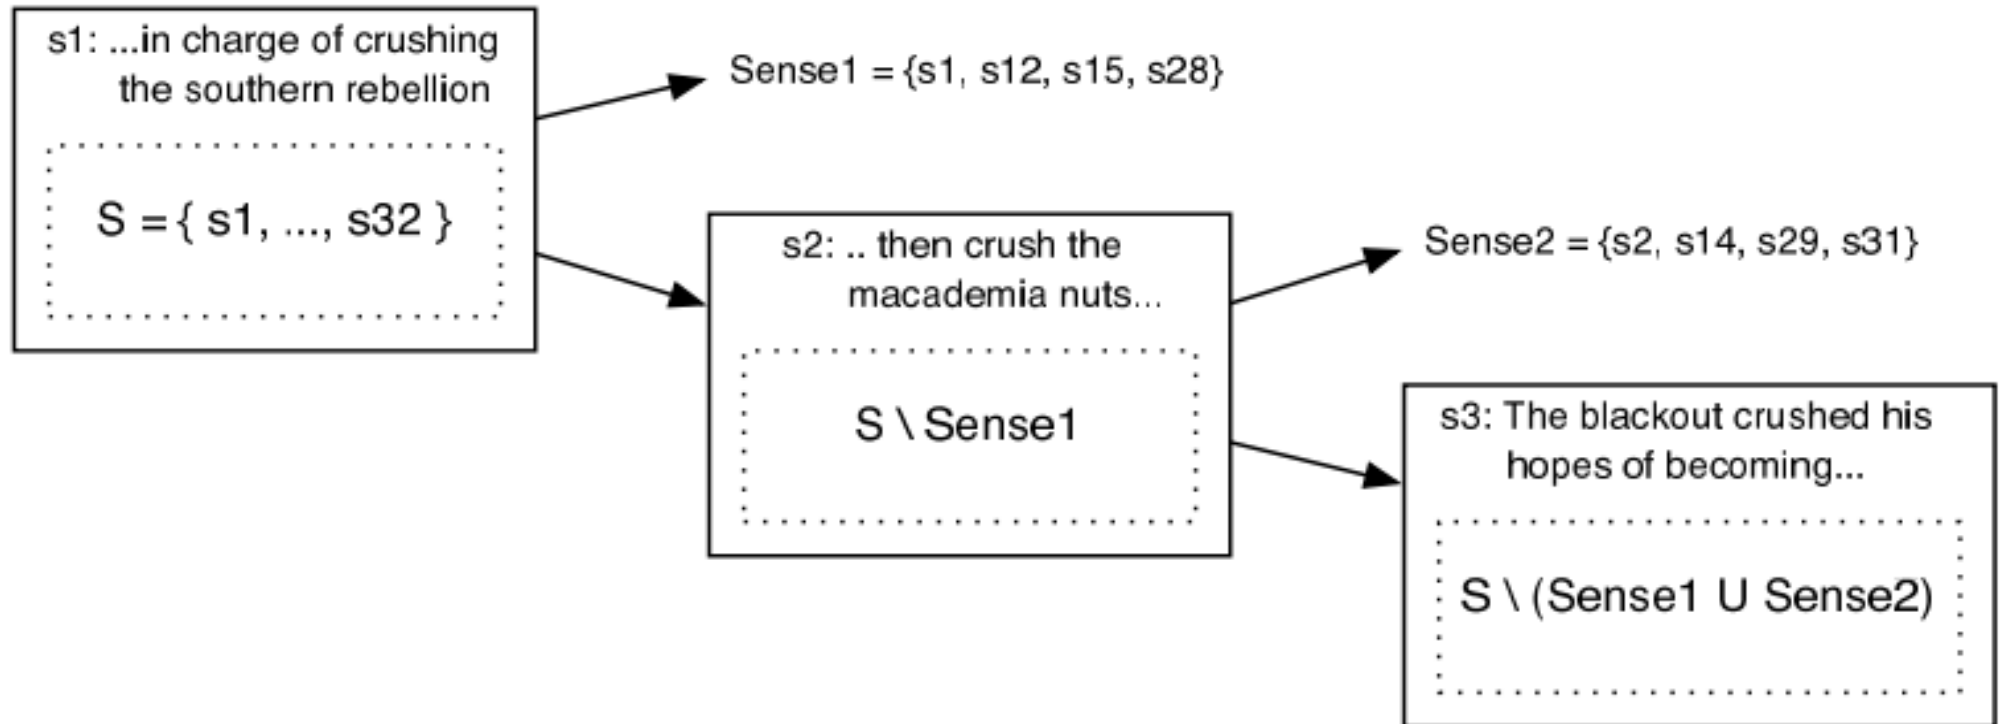 s1: ...in charge of crushing
the southern rebellion
S = { s1, ..., s32 }
Sense1 = {s1, s12, s15, s28}
s2: .. then crush the
macademia nuts...
S \ Sense1
Sense2 = {s2, s14, s29, s31}
s3: The blackout crushed his
hopes of becoming...
S \ (Sense1 U Sense2)